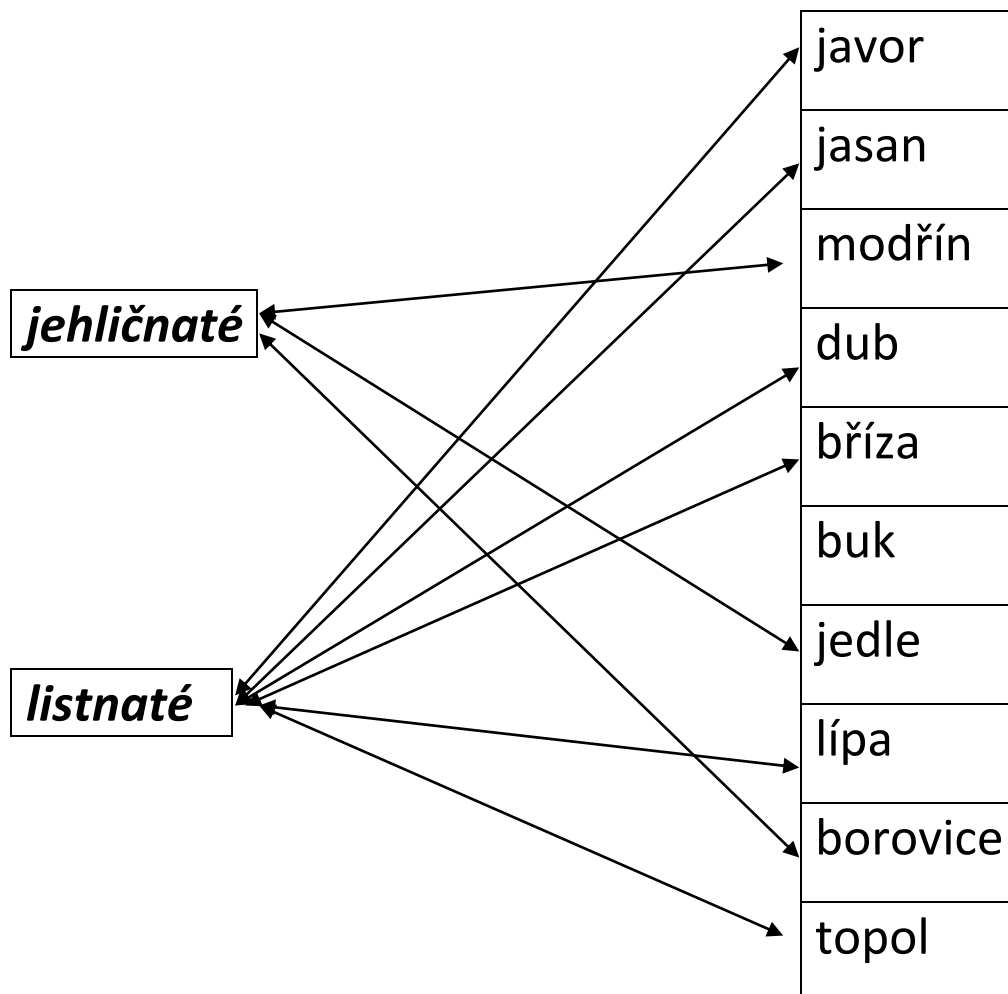 javor
jasan
modřín
jehličnaté
dub
bříza
buk
jedle
listnaté
lípa
borovice
topol